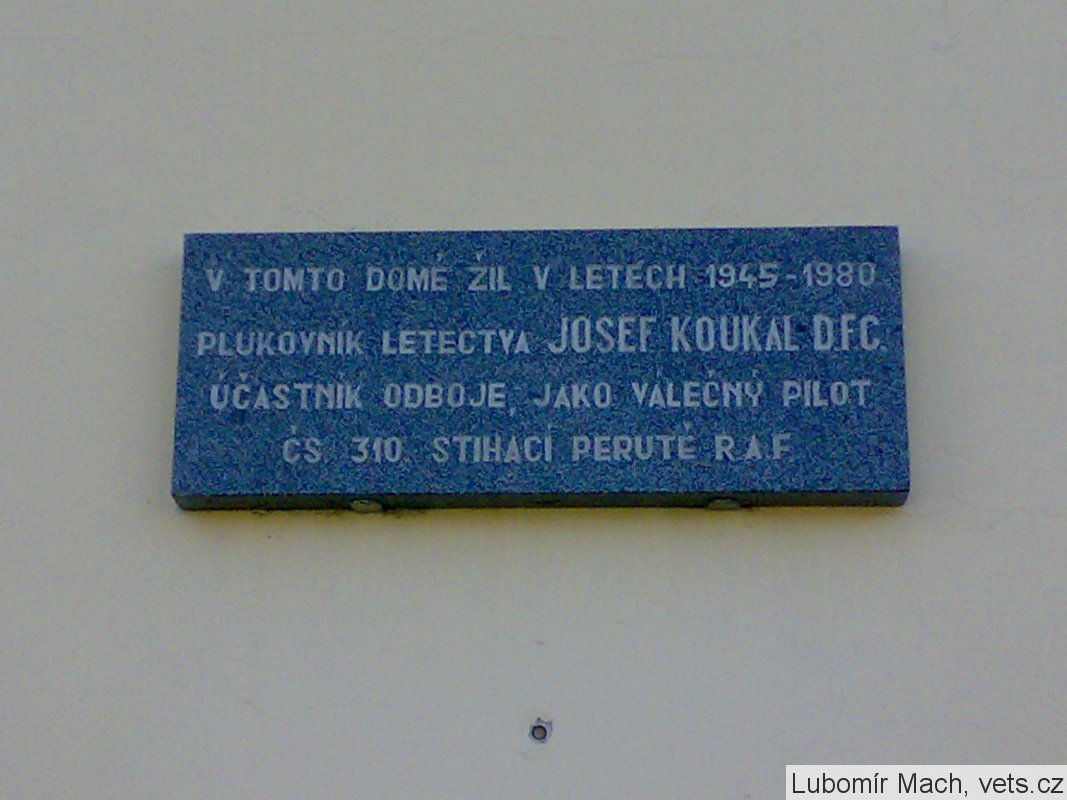 V TOMTO DOMĚ ŽIL V LETECH 1945-1980
PLUKOVNÍK LETECTVA JOSEF KOUKAL D.F.C.
ÚČASTNÍK ODBOJE, JAKO VÁLEČNÝ PILOT
ČS. 310. STIHACÍ PERUTĚ R.A.F.
Lubomír Mach, vets.cz